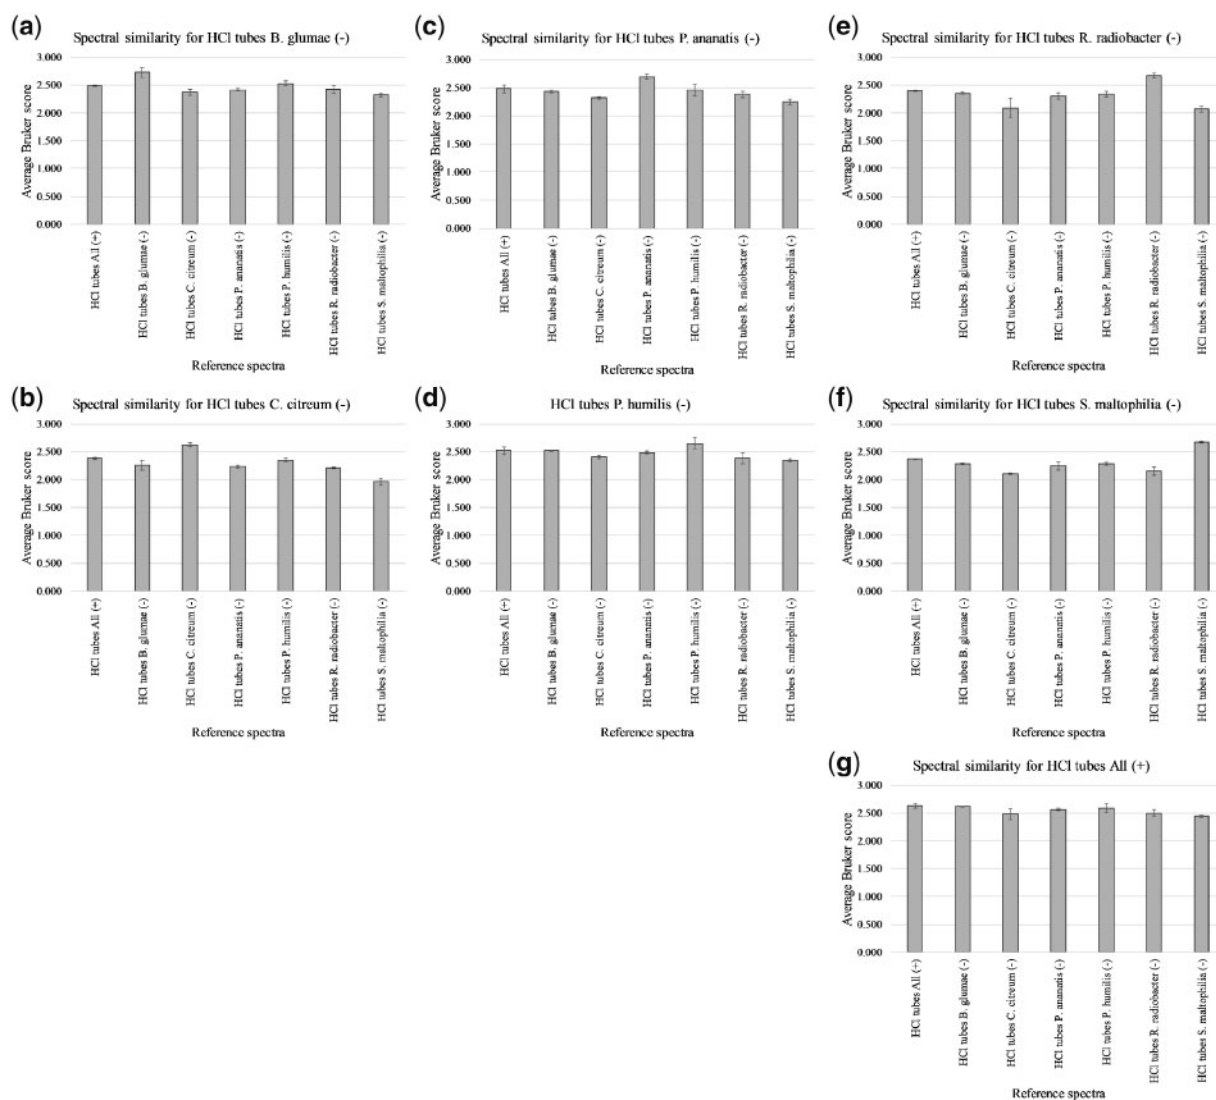 (a)
Spectral similarity for HCl tubes B. glumae (-)
Average Bruker score
3.000
2.500
2.000
1.500
1.000
0.500
0.000
HCl tubes All (+)
HCl tubes B. glumae (-)
HCl tubes C. citreum (-)
HCl tubes P. ananatis (-)
HCl tubes P. humilis (-)
HCl tubes R. radiobacter (-)
HCl tubes S. maltophilia (-)
Reference spectra
(b)
Spectral similarity for HCl tubes C. citreum (-)
Average Bruker score
3.000
2.500
2.000
1.500
1.000
0.500
0.000
HCl tubes All (+)
HCl tubes B. glumae (-)
HCl tubes C. citreum (-)
HCl tubes P. ananatis (-)
HCl tubes P. humilis (-)
HCl tubes R. radiobacter (-)
HCl tubes S. maltophilia (-)
Reference spectra
(c)
Spectral similarity for HCl tubes P. ananatis (-)
Average Bruker score
3.000
2.500
2.000
1.500
1.000
0.500
0.000
HCl tubes All (+)
HCl tubes B. glumae (-)
HCl tubes C. citreum (-)
HCl tubes P. ananatis (-)
HCl tubes P. humilis (-)
HCl tubes R. radiobacter (-)
HCl tubes S. maltophilia (-)
Reference spectra
(d)
HCl tubes P. humilis (-)
Average Bruker score
3.000
2.500
2.000
1.500
1.000
0.500
0.000
HCl tubes All (+)
HCl tubes B. glumae (-)
HCl tubes C. citreum (-)
HCl tubes P. ananatis (-)
HCl tubes P. humilis (-)
HCl tubes R. radiobacter (-)
HCl tubes S. maltophilia (-)
Reference spectra
(e)
Spectral similarity for HCl tubes R. radiobacter (-)
Average Bruker score
3.000
2.500
2.000
1.500
1.000
0.500
0.000
HCl tubes All (+)
HCl tubes B. glumae (-)
HCl tubes C. citreum (-)
HCl tubes P. ananatis (-)
HCl tubes P. humilis (-)
HCl tubes R. radiobacter (-)
HCl tubes S. maltophilia (-)
Reference spectra
(f)
Spectral similarity for HCl tubes S. maltophilia (-)
Average Bruker score
3.000
2.500
2.000
1.500
1.000
0.500
0.000
HCl tubes All (+)
HCl tubes B. glumae (-)
HCl tubes C. citreum (-)
HCl tubes P. ananatis (-)
HCl tubes P. humilis (-)
HCl tubes R. radiobacter (-)
HCl tubes S. maltophilia (-)
Reference spectra
(g)
Spectral similarity for HCl tubes All (+)
Average Bruker score
3.000
2.500
2.000
1.500
1.000
0.500
0.000
HCl tubes All (+)
HCl tubes B. glumae (-)
HCl tubes C. citreum (-)
HCl tubes P. ananatis (-)
HCl tubes P. humilis (-)
HCl tubes R. radiobacter (-)
HCl tubes S. maltophilia (-)
Reference spectra